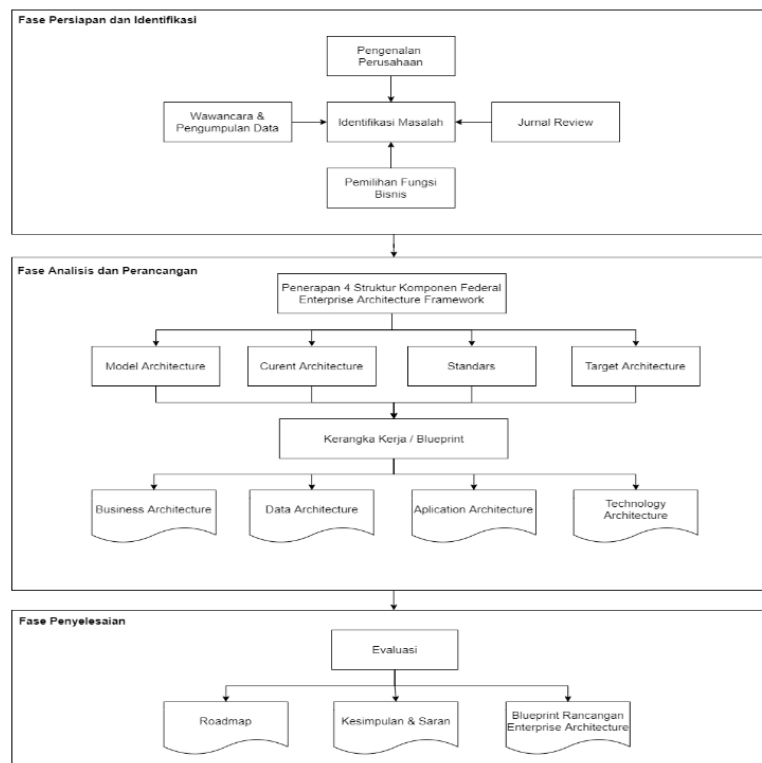 Fase Persiapan dan Identifikasi
Pengenalan
Perusahaan
Wawancara &
Pengumpulan Data
Identifikasi Masalah
Jurnal Review
Pemilihan Fungsi
Bisnis
Fase Analisis dan Perancangan
Penerapan 4 Struktur Komponen Federal
Enterprise Architecture Framework
Model Architecture
Curent Architecture
Standars
Target Architecture
Kerangka Kerja / Blueprint
Business Architecture
Data Architecture
Aplication Architecture
Technology
Architecture
Fase Penyelesaian
Evaluasi
Roadmap
Kesimpulan & Saran
Blueprint Rancangan
Enterprise Architecture